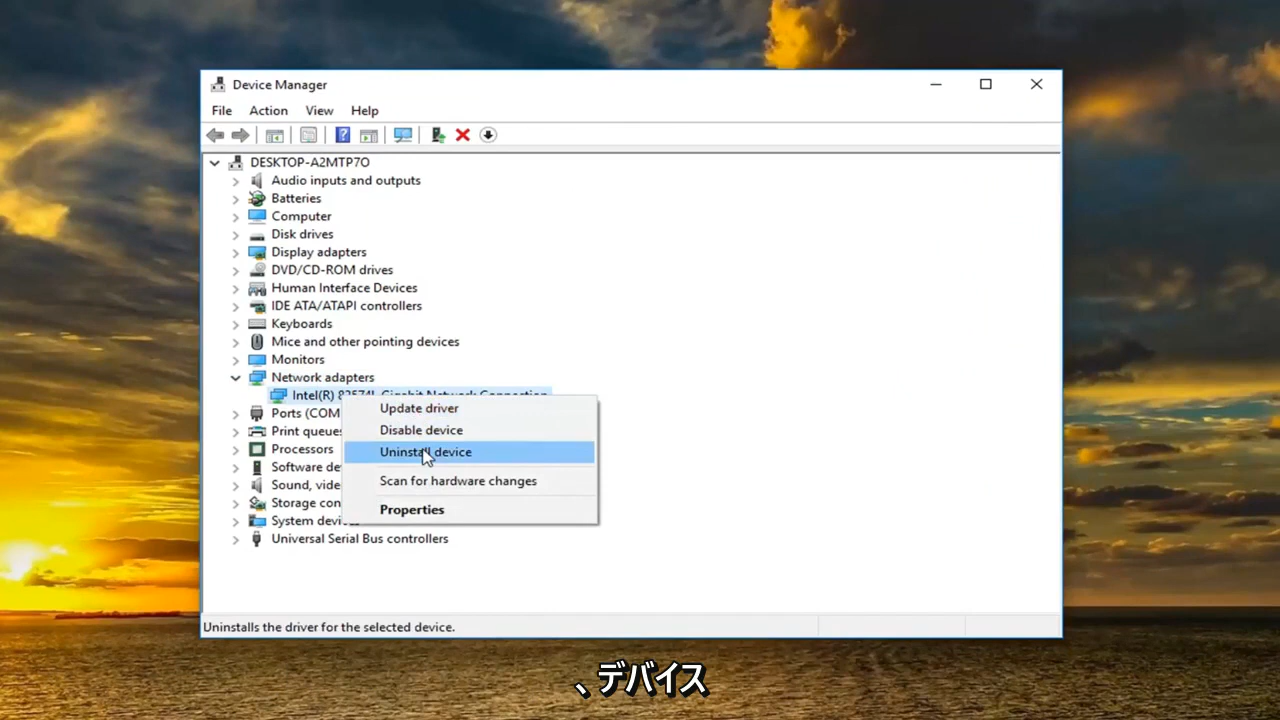 Device Manager
File Action View Help
DESKTOP-A2MTP7O
Audio inputs and outputs
Batteries
Computer
Disk drives
Display adapters
DVD/CD-ROM drives
Human Interface Devices
IDE ATA/ATAPI controllers
Keyboards
Mice and other pointing devices
Monitors
Network adapters
Intel(R) 82574L Gigabit Network Connection
Ports (COM
Print queues
Processors
Software de
Sound, vide
Storage con
System devi
Universal Serial Bus controllers
Update driver
Disable device
Uninstall device
Scan for hardware changes
Properties
Uninstalls the driver for the selected device.
、デバイス